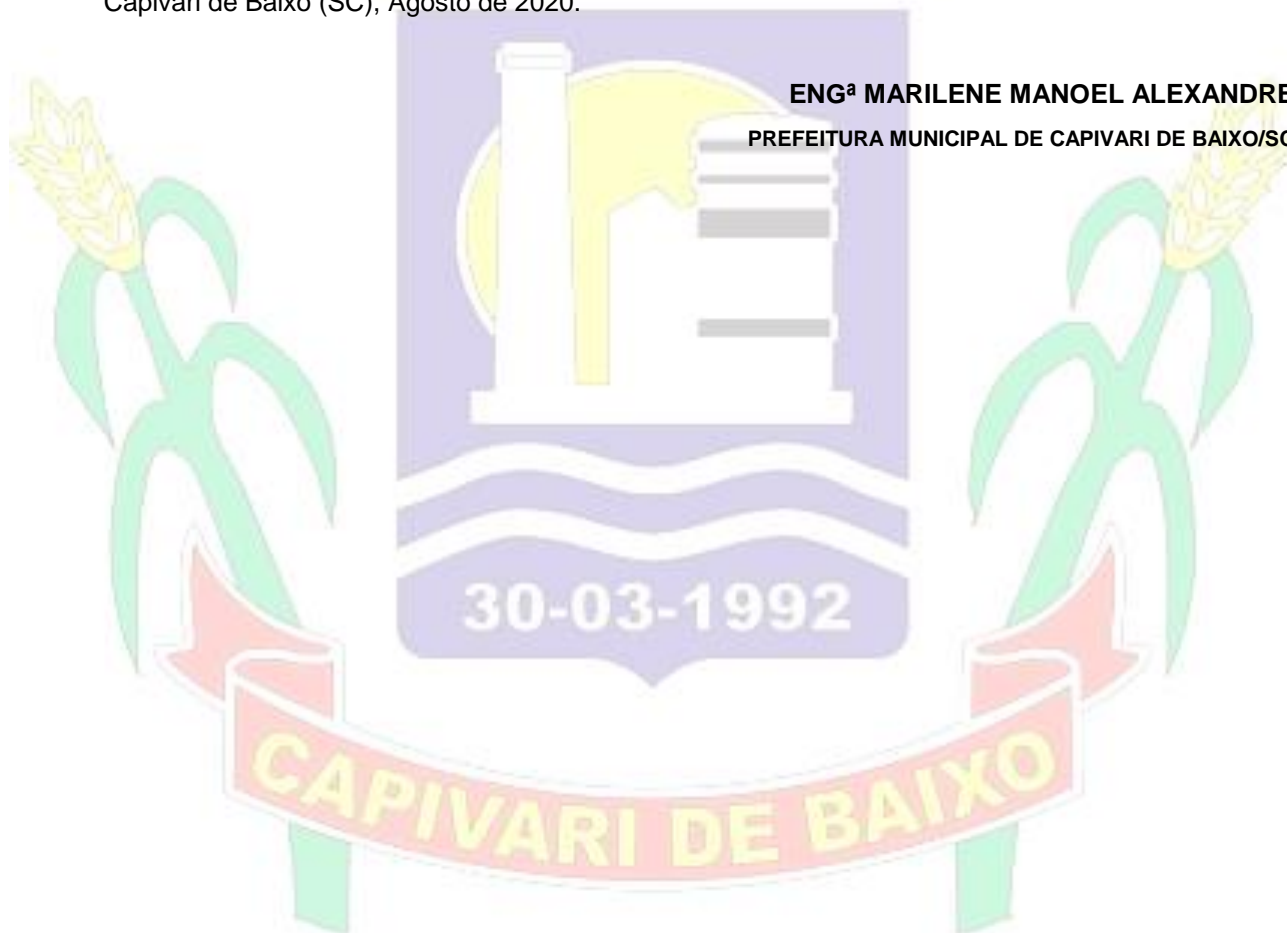 Capivari de Baixo (SC), Agosto de 2020.
ENGª MARILENE MANOEL ALEXANDRE
PREFEITURA MUNICIPAL DE CAPIVARI DE BAIXO/SC
30-03-1992
CAPIVARI DE BAIXO